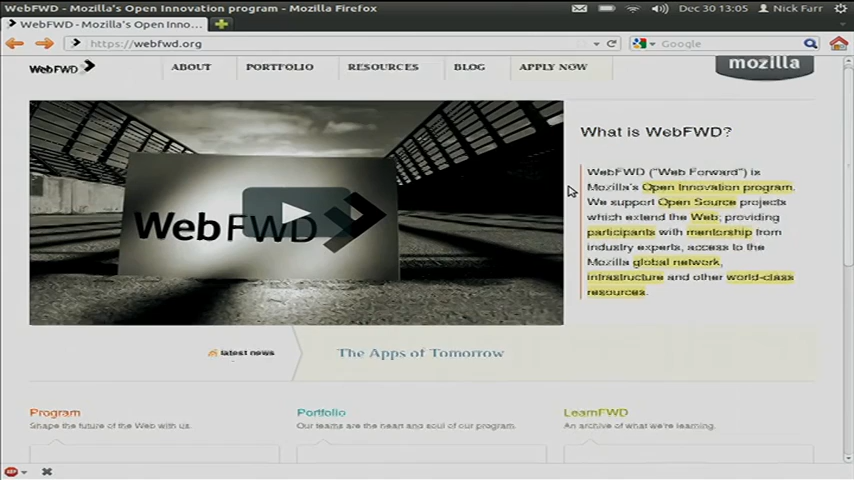 WebFWD - Mozilla's Open Innovation program - Mozilla Firefox
Dec 30 13:05
Nick Farr
WebFWD - Mozilla's Open Inno...
https://webfwd.org
Google
WebFWD
ABOUT
PORTFOLIO
RESOURCES
BLOG
APPLY NOW
mozilla
WebFWD
What is WebFWD?
WebFWD ("Web Forward") is
Mozilla's Open Innovation program.
We support Open Source projects
which extend the Web; providing
participants with mentorship from
industry experts, access to the
Mozilla global network,
infrastructure and other world-class
resources.
latest news
The Apps of Tomorrow
Program
Shape the future of the Web with us.
Portfolio
Our teams are the heart and soul of our program.
LearnFWD
An archive of what we're learning.
ABP